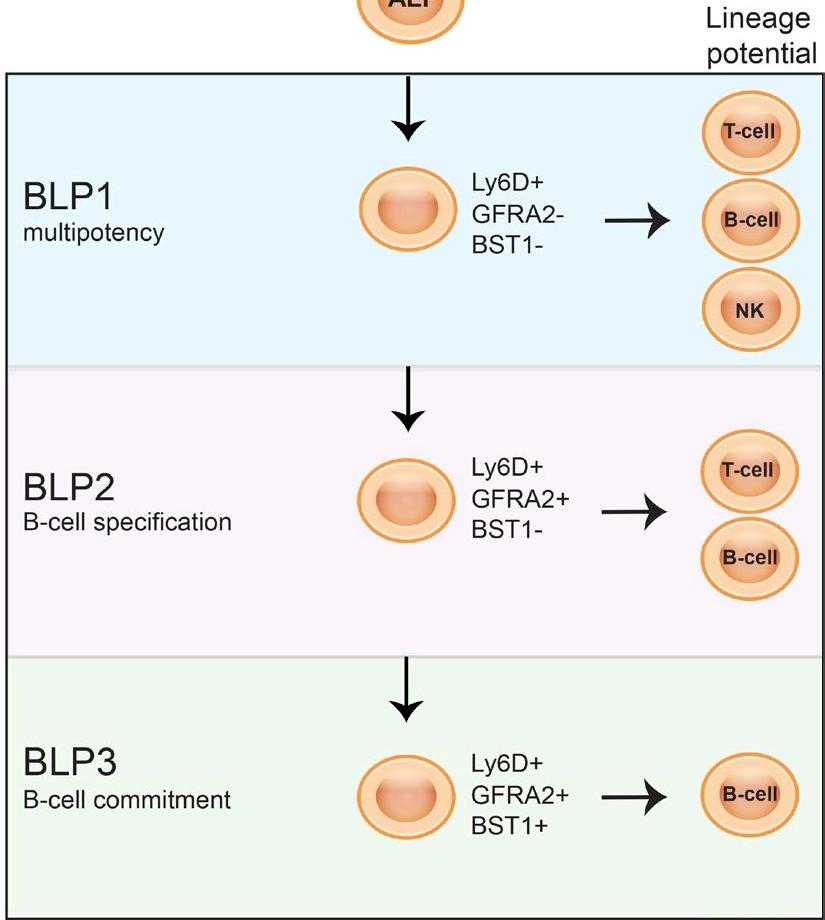 ALP
Lineage
potential
BLP1
multipotency
Ly6D+
GFRA2-
BST1-
T-cell
B-cell
NK
BLP2
B-cell specification
Ly6D+
GFRA2+
BST1-
T-cell
B-cell
BLP3
B-cell commitment
Ly6D+
GFRA2+
BST1+
B-cell